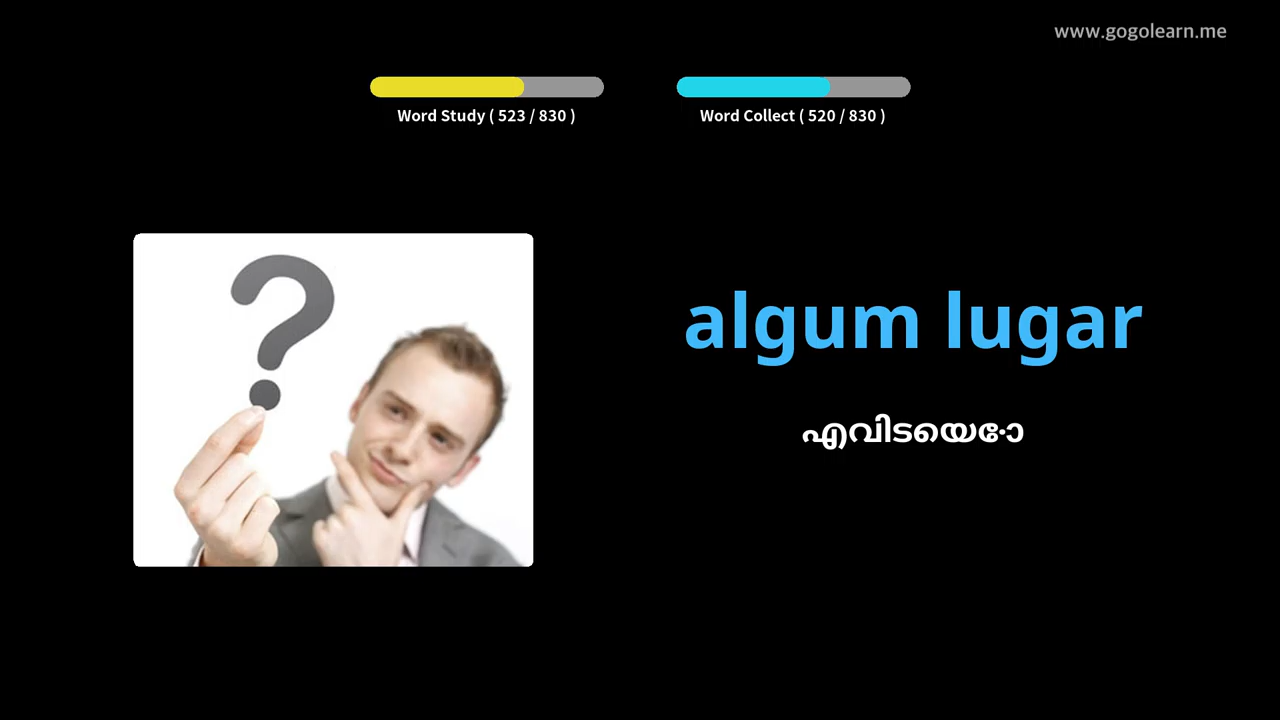 www.gogolearn.me
Word Study ( 523 / 830 )
Word Collect ( 520 / 830 )
algum lugar
എവിടയെോ